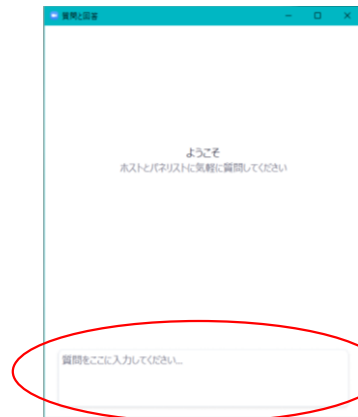 質問と回答
ようこそ
ホストとパネリストに気軽に質問してください
質問をここに入力してください...